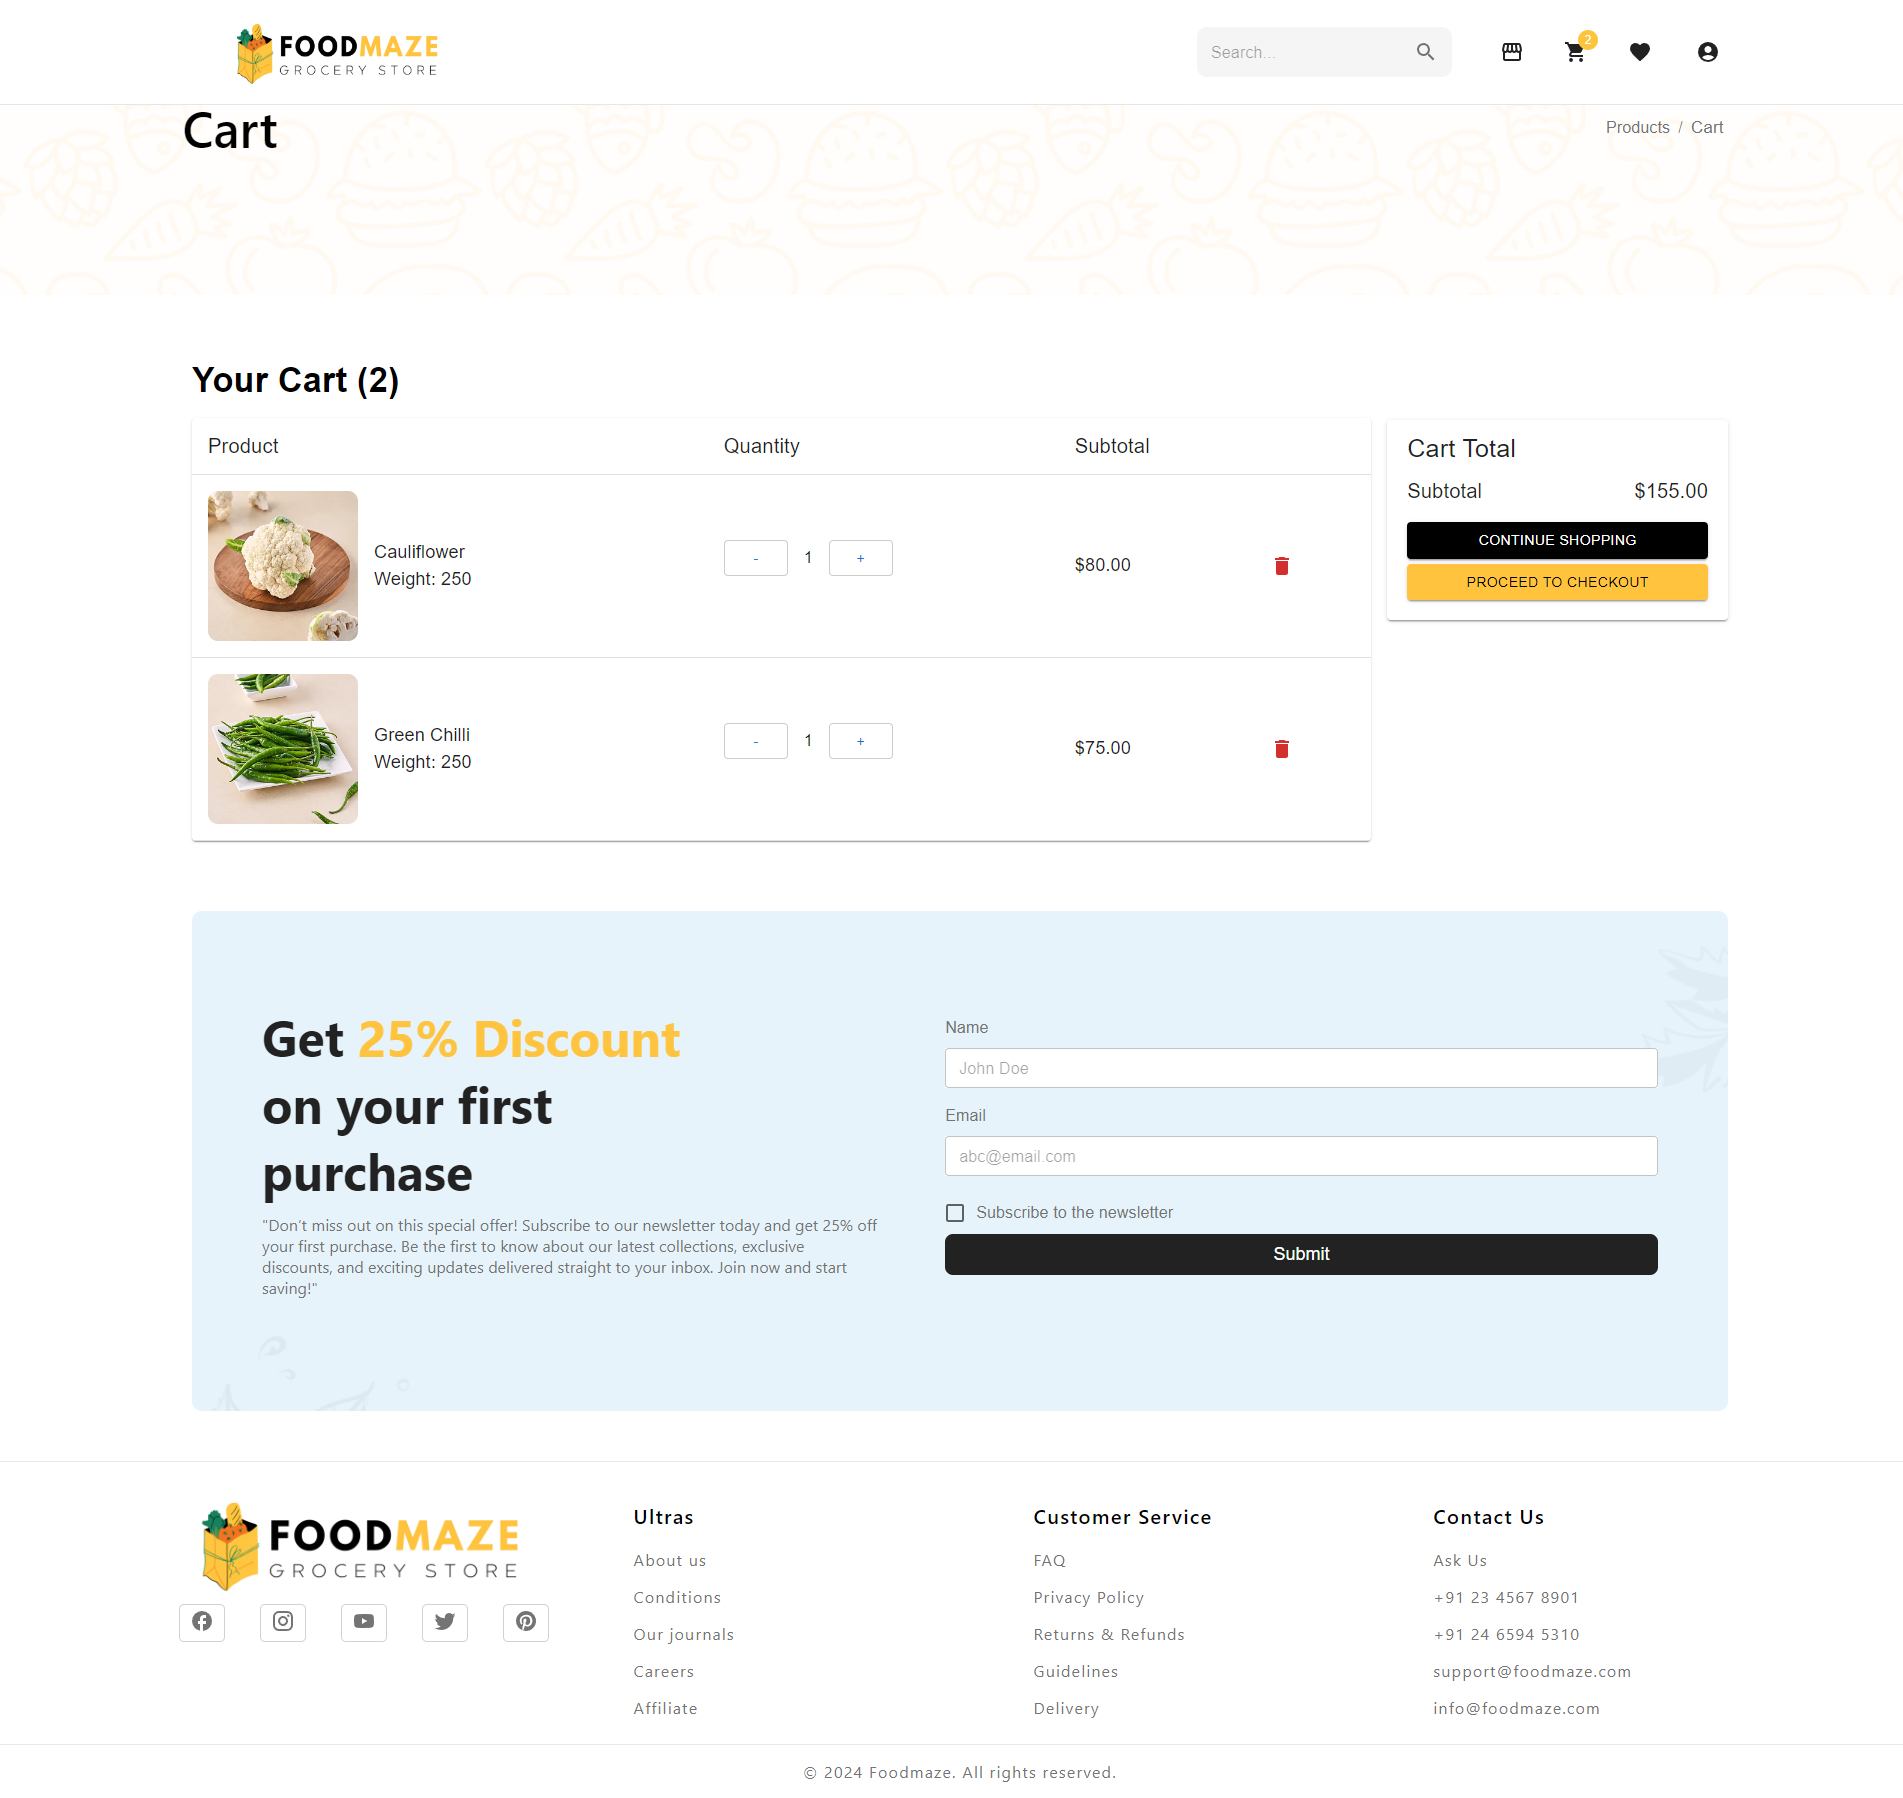 FOODMAZE
GROCERY STORE
Search...
2
Cart
Products / Cart
Your Cart (2)
Product Quantity Subtotal
Cauliflower
Weight: 250
- 1 +
$80.00
Green Chilli
Weight: 250
- 1 +
$75.00
Cart Total
Subtotal $155.00
CONTINUE SHOPPING
PROCEED TO CHECKOUT
Get 25% Discount
on your first
purchase
"Don't miss out on this special offer! Subscribe to our newsletter today and get 25% off
your first purchase. Be the first to know about our latest collections, exclusive
discounts, and exciting updates delivered straight to your inbox. Join now and start
saving!"
Name
John Doe
Email
abc@email.com
Subscribe to the newsletter
Submit
FOODMAZE
GROCERY STORE
Ultras
About us
Conditions
Our journals
Careers
Affiliate
Customer Service
FAQ
Privacy Policy
Returns & Refunds
Guidelines
Delivery
Contact Us
Ask Us
+91 23 4567 8901
+91 24 6594 5310
support@foodmaze.com
info@foodmaze.com
© 2024 Foodmaze. All rights reserved.